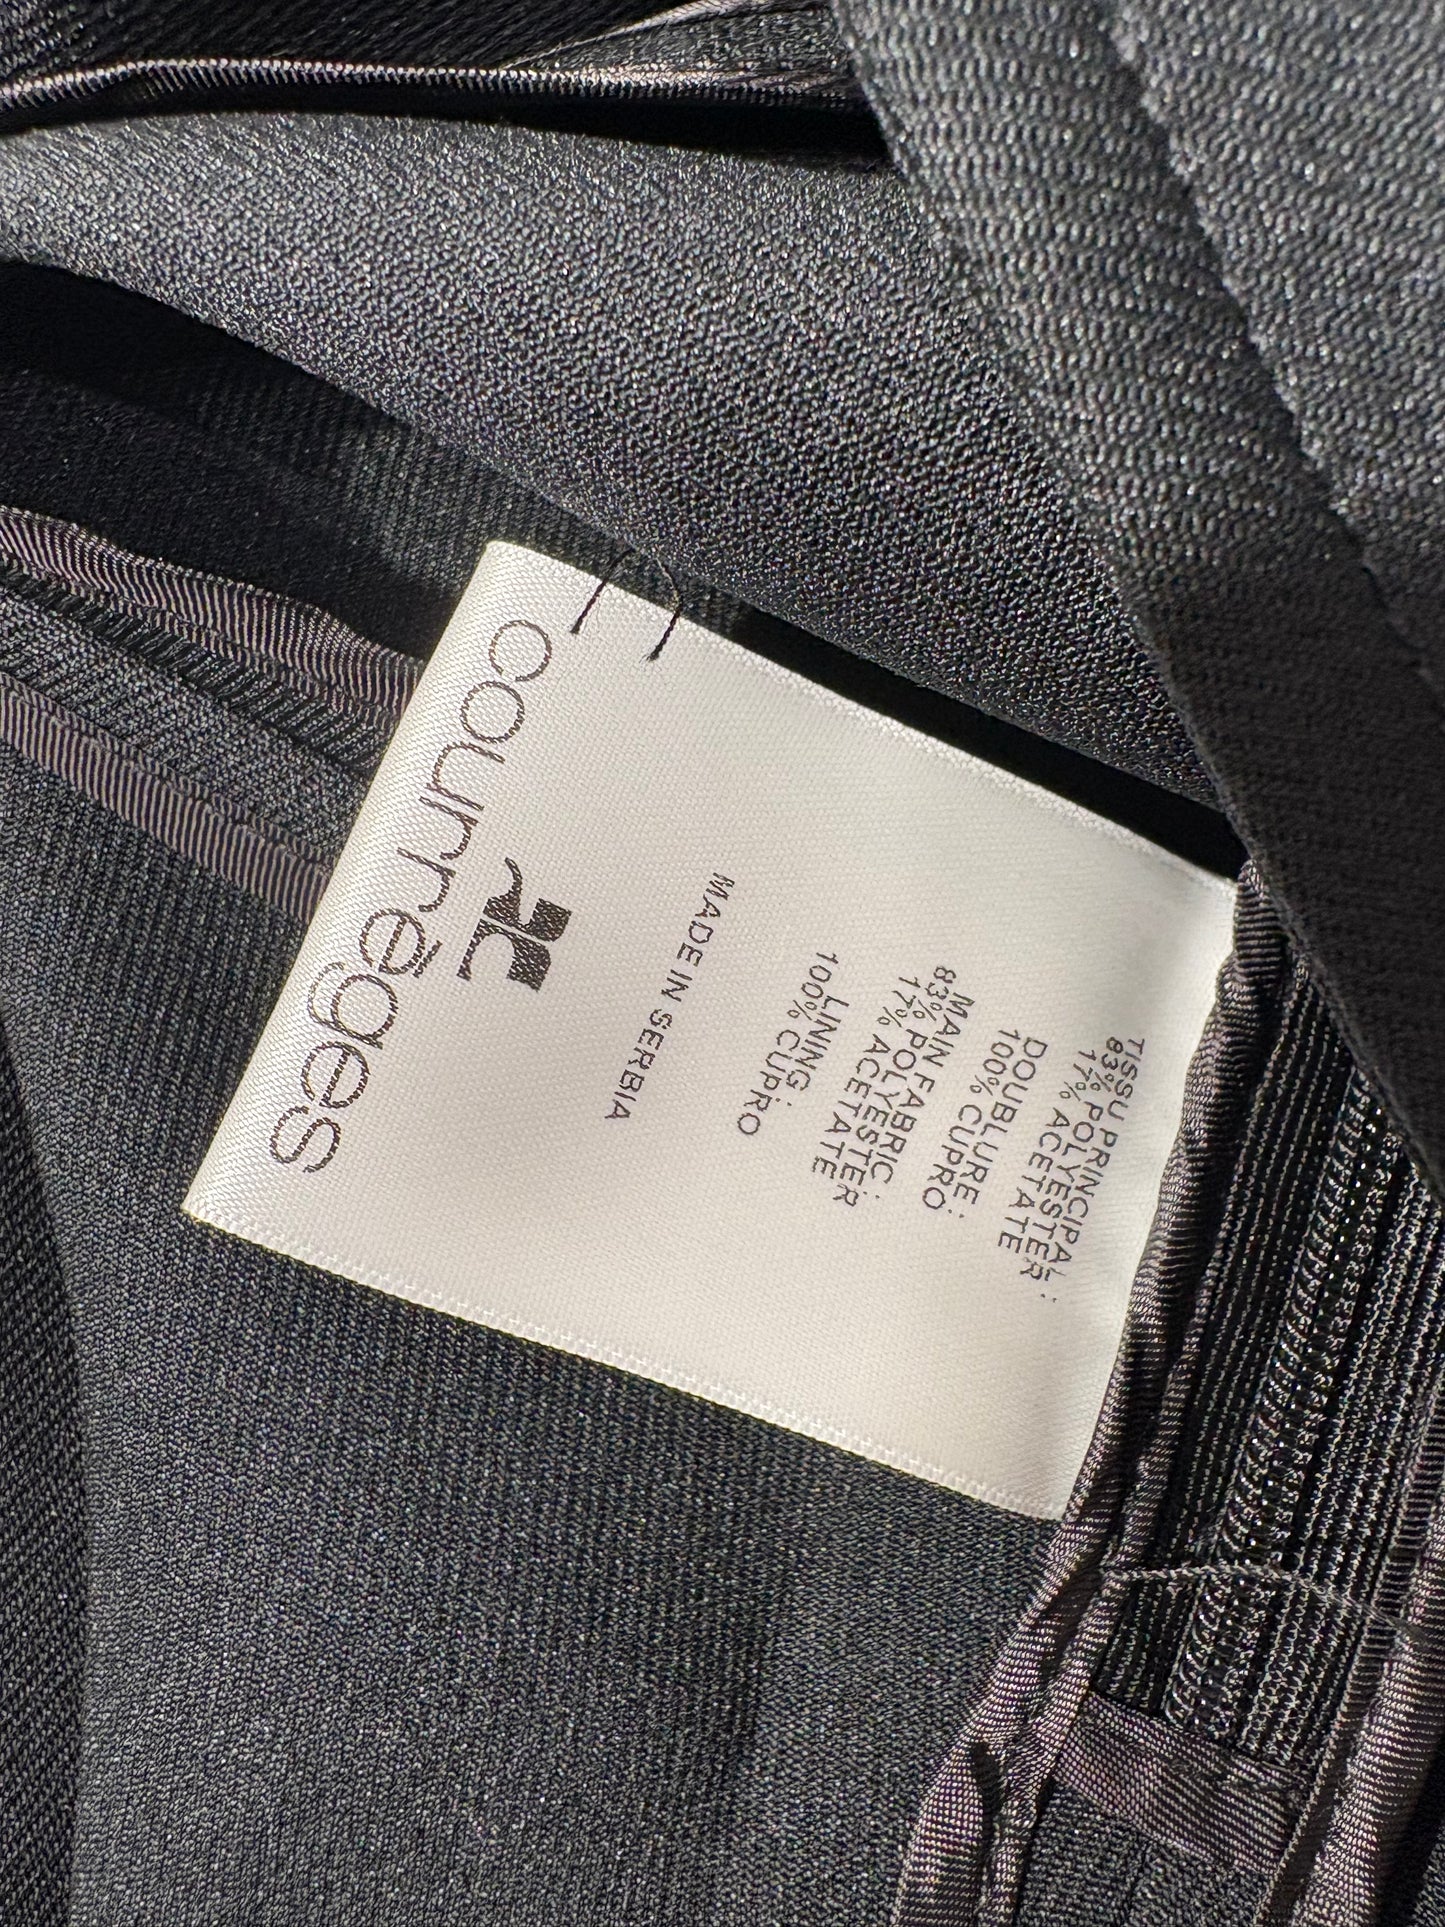 courrèges
MADE IN SERBIA
TISSU PRINCIPAL :
83% POLYESTER
17% ACETATE
DOUBLURE :
100% CUPRO
MAIN FABRIC :
83% POLYESTER
17% ACETATE
LINING :
100% CUPRO